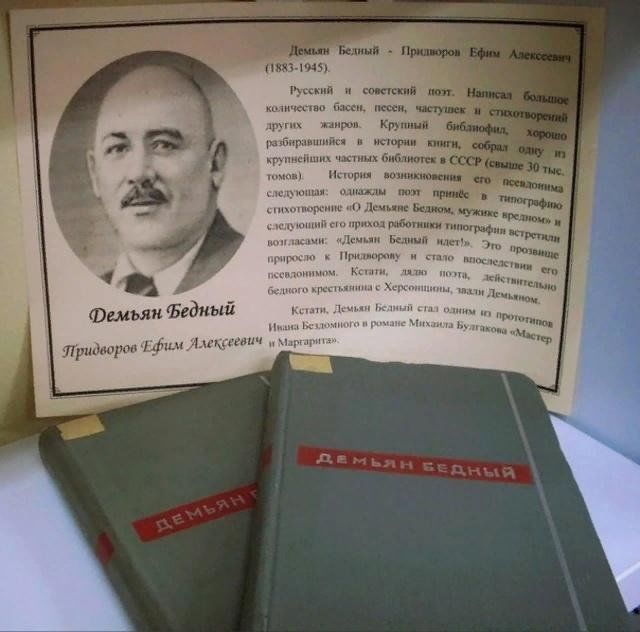 Демьян Бедный - Придворов Ефим Алексеевич
(1883-1945).
Русский и советский поэт. Написал большое
количество басен, песен, частушек и стихотворений
других жанров. Крупный библиофил, хорошо
разбиравшийся в истории книги, собрал одну из
крупнейших частных библиотек в СССР (свыше 30 тыс.
томов). История возникновения его псевдонима
следующая: однажды поэт принёс в типографию
стихотворение «О Демьяне Бедном, мужике вредном» и
следующий его приход работники типографии встретили
возгласами: «Демьян Бедный идет!». Это прозвище
приросло к Придворову и стало впоследствии его
псевдонимом. Кстати, дядю поэта, действительно
бедного крестьянина с Херсонщины, звали Демьяном.
Кстати, Демьян Бедный стал одним из прототипов
Ивана Бездомного в романе Михаила Булгакова «Мастер
и Маргарита».
Демьян Бедный
Придворов Ефим Алексеевич
ДЕМЬЯН БЕДНЫЙ
ДЕМЬЯН Б